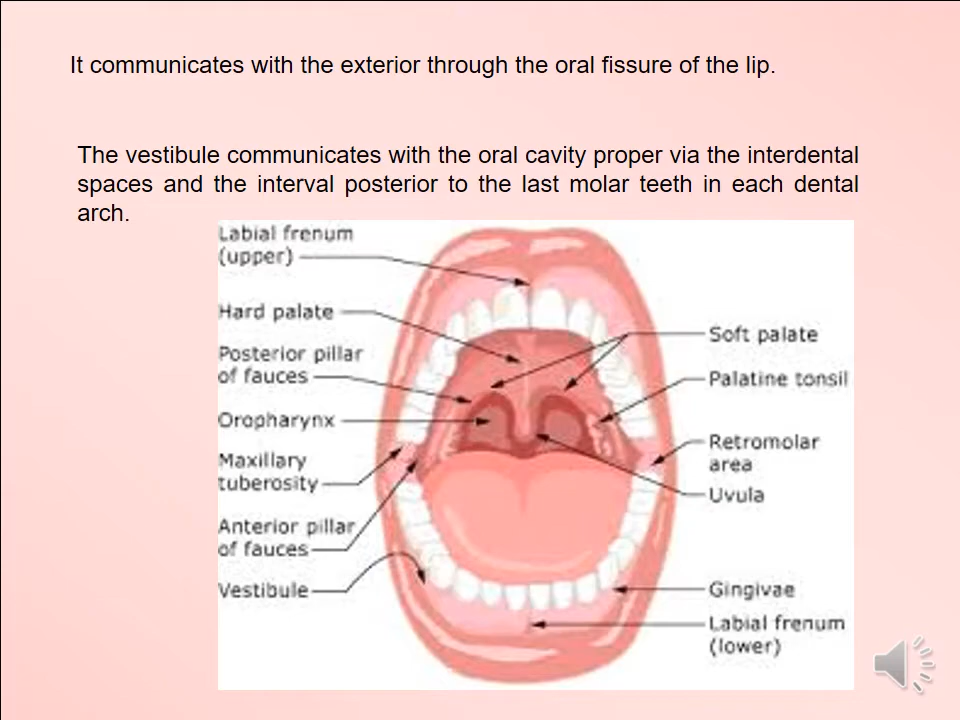 It communicates with the exterior through the oral fissure of the lip.
The vestibule communicates with the oral cavity proper via the interdental
spaces and the interval posterior to the last molar teeth in each dental
arch.
Labial frenum
(upper)
Hard palate
Posterior pillar
of fauces
Oropharynx
Maxillary
tuberosity
Anterior pillar
of fauces
Vestibule
Soft palate
Palatine tonsil
Retromolar
area
Uvula
Gingivae
Labial frenum
(lower)